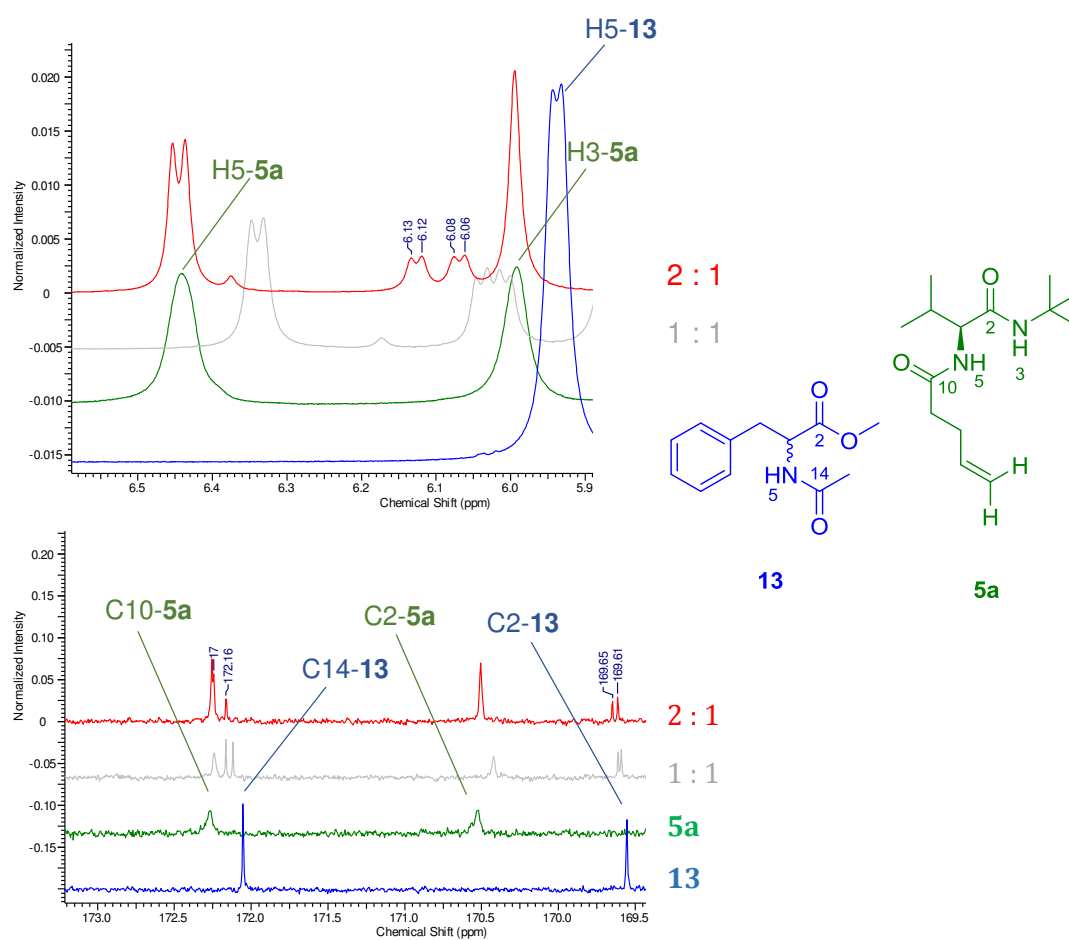 H5-13
H5-5a
H3-5a
Normalized Intensity
0.020
0.015
0.010
0.005
0
-0.005
-0.010
-0.015
6.13
6.12
6.08
6.06
6.5 6.4 6.3 6.2 6.1 6.0 5.9
Chemical Shift (ppm)
2 : 1
1 : 1
O
2
N
H
3
NH
5
O
10
H
H
5a
O
2
O
14
HN
5
O
13
C10-5a
C14-13
C2-5a
C2-13
Normalized Intensity
0.20
0.15
0.10
0.05
0
-0.05
-0.10
-0.15
17
172.16
169.65
169.61
173.0 172.5 172.0 171.5 171.0 170.5 170.0 169.5
Chemical Shift (ppm)
2 : 1
1 : 1
5a
13